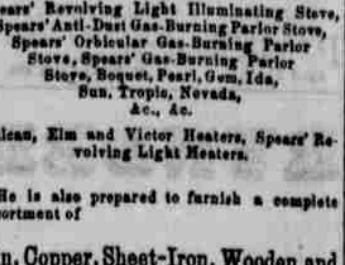 ears' Revolving Light Illuminating Stove,
Spears' Anti-Dust Gas-Burning Parlor Stove,
Spears' Orbicular Gas-Burning Parlor
Stove, Spears' Gas-Burning Parlor
Stove, Boquet, Pearl, Gem, Ida,
Sun, Tropic, Nevada,
&c., &c.
lean, Elm and Victor Heaters, Spears' Re-
volving Light Heaters.
He is also prepared to furnish a complete
ortment of
n, Copper, Sheet-Iron, Wooden and